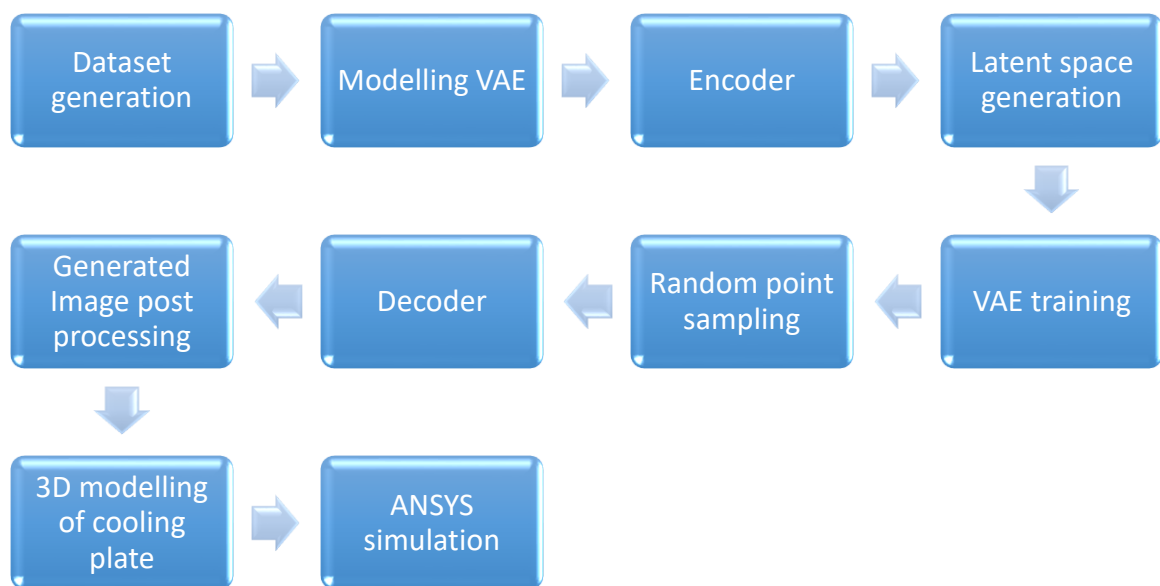 Dataset
generation
Modelling VAE
Encoder
Latent space
generation
VAE training
Random point
sampling
Decoder
Generated
Image post
processing
3D modelling
of cooling
plate
ANSYS
simulation